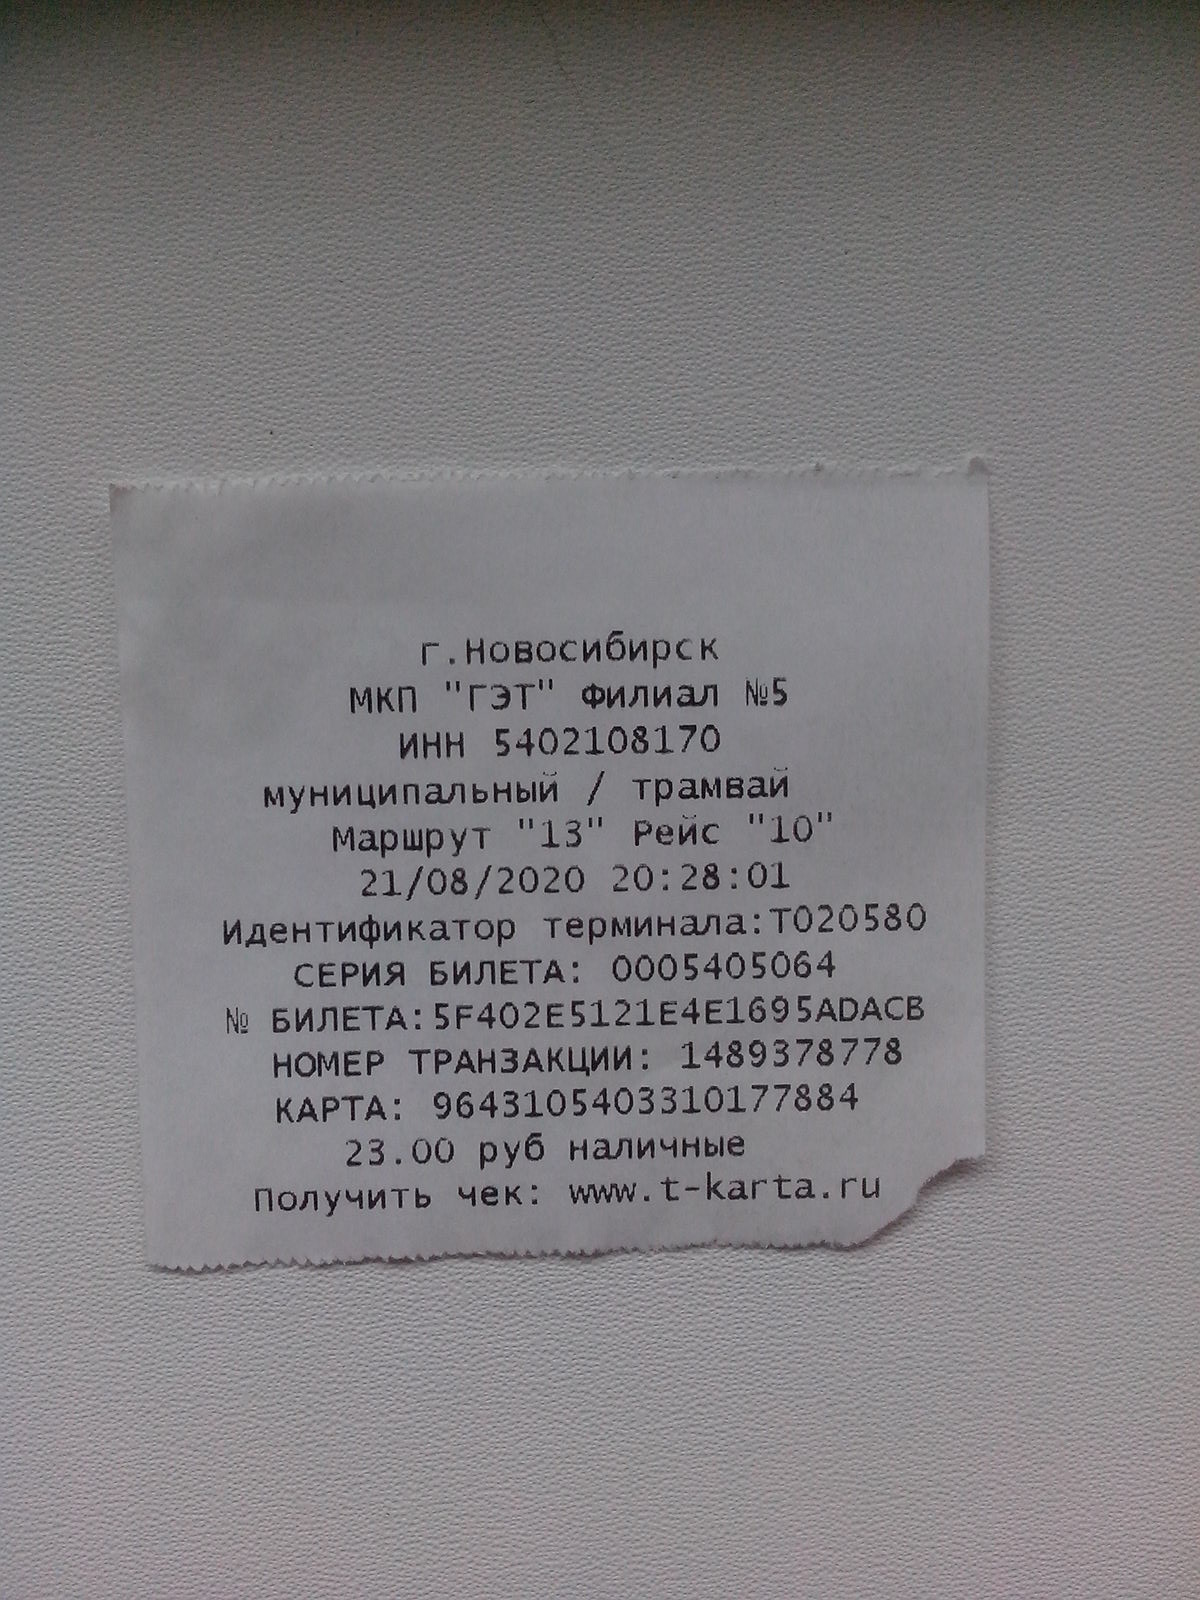 г.Новосибирск
МКП "ГЭТ" Филиал №5
ИНН 5402108170
муниципальный / трамвай
Маршрут "13" Рейс "10"
21/08/2020 20:28:01
Идентификатор терминала:T020580
СЕРИЯ БИЛЕТА: 0005405064
№ БИЛЕТА:5F402E5121E4E1695ADACB
НОМЕР ТРАНЗАКЦИИ: 1489378778
КАРТА: 9643105403310177884
23.00 руб наличные
Получить чек: www.t-karta.ru